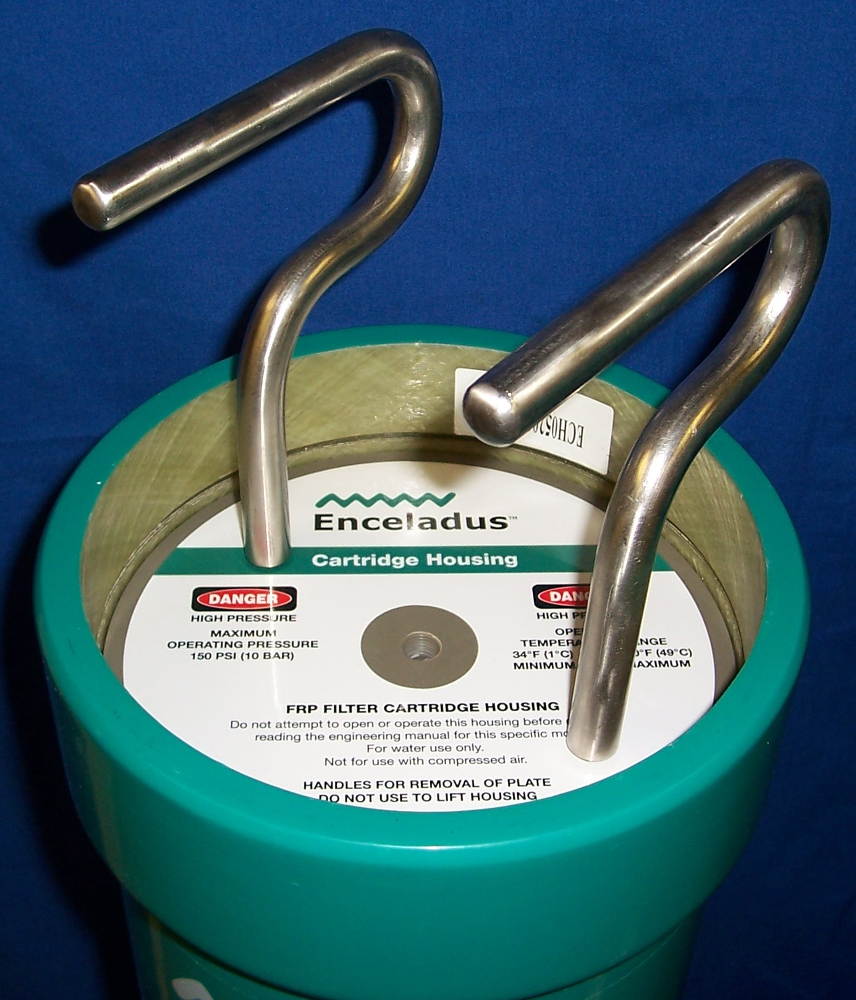 Enceladus™
Cartridge Housing
DANGER
HIGH PRESSURE
MAXIMUM
OPERATING PRESSURE
150 PSI (10 BAR)
HIGH
34°F (1°C)
°F (49°C)
MINIMUM
FRP FILTER CARTRIDGE HOUSING
Do not attempt to open or operate this housing before
reading the engineering manual for this specific
For water use only.
Not for use with compressed air.
HANDLES FOR REMOVAL OF PLATE
DO NOT USE TO LIFT HOUSING